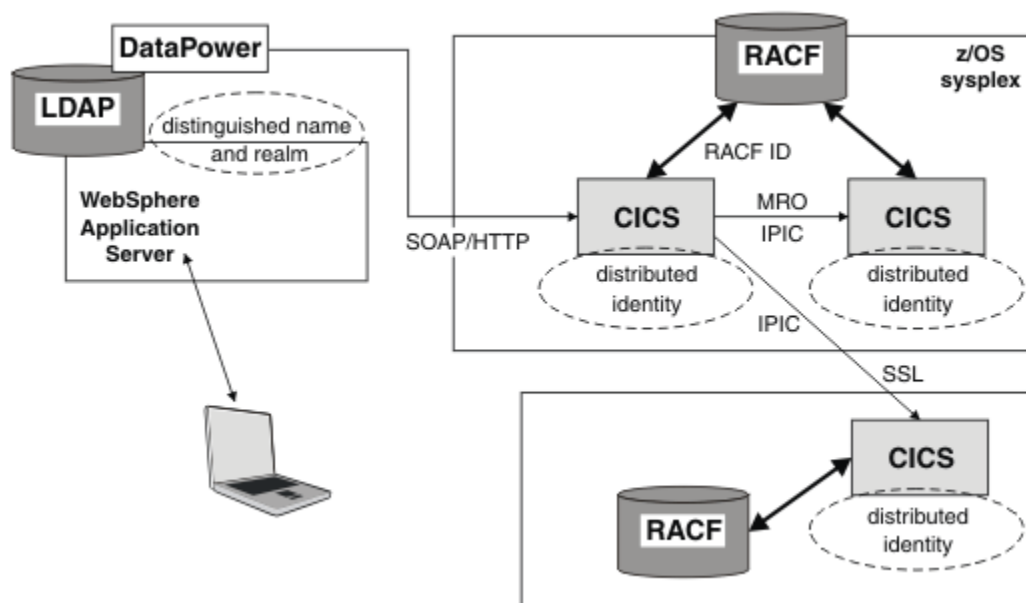 DataPower
LDAP
distinguished name
and realm
WebSphere
Application
Server
SOAP/HTTP
RACF
z/OS
sysplex
RACF ID
CICS
MRO
IPIC
CICS
distributed
identity
distributed
identity
IPIC
SSL
CICS
RACF
distributed
identity